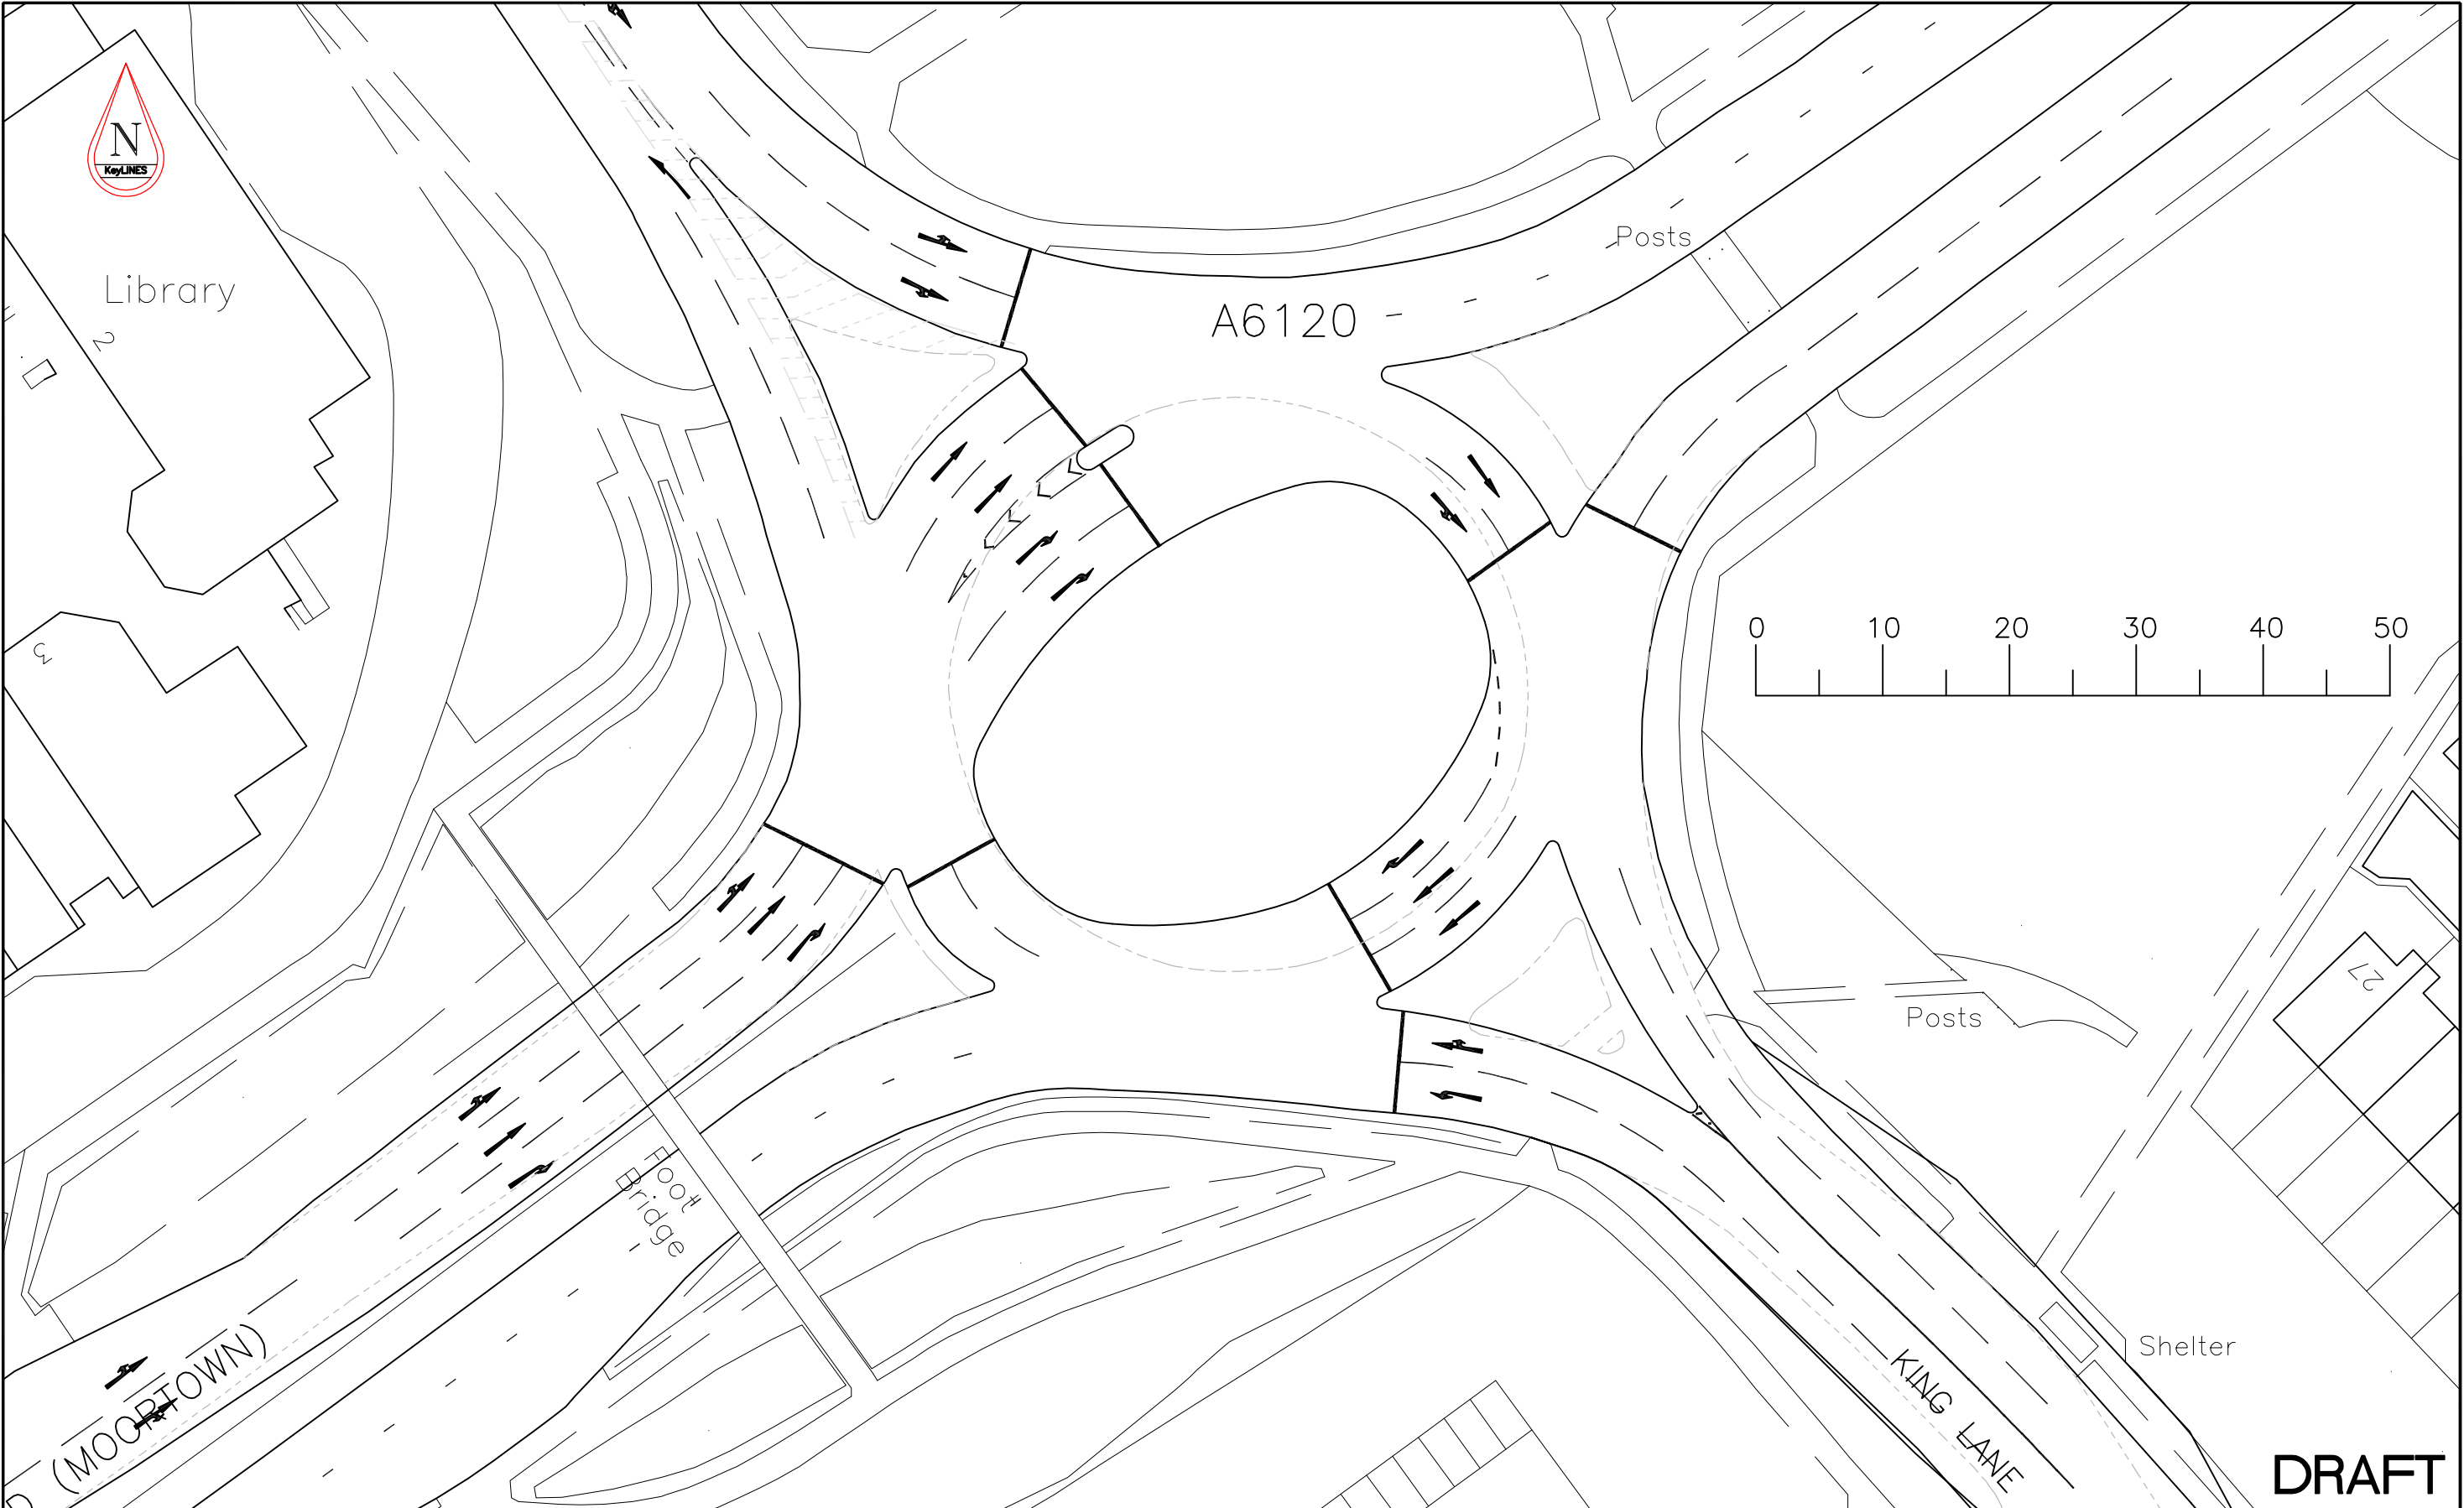 N
KeyLINES
Library
2
3
A6120
Posts
0 10 20 30 40 50
27
Posts
Foot
Bridge
(MOORTOWN)
KING LANE
Shelter
DRAFT